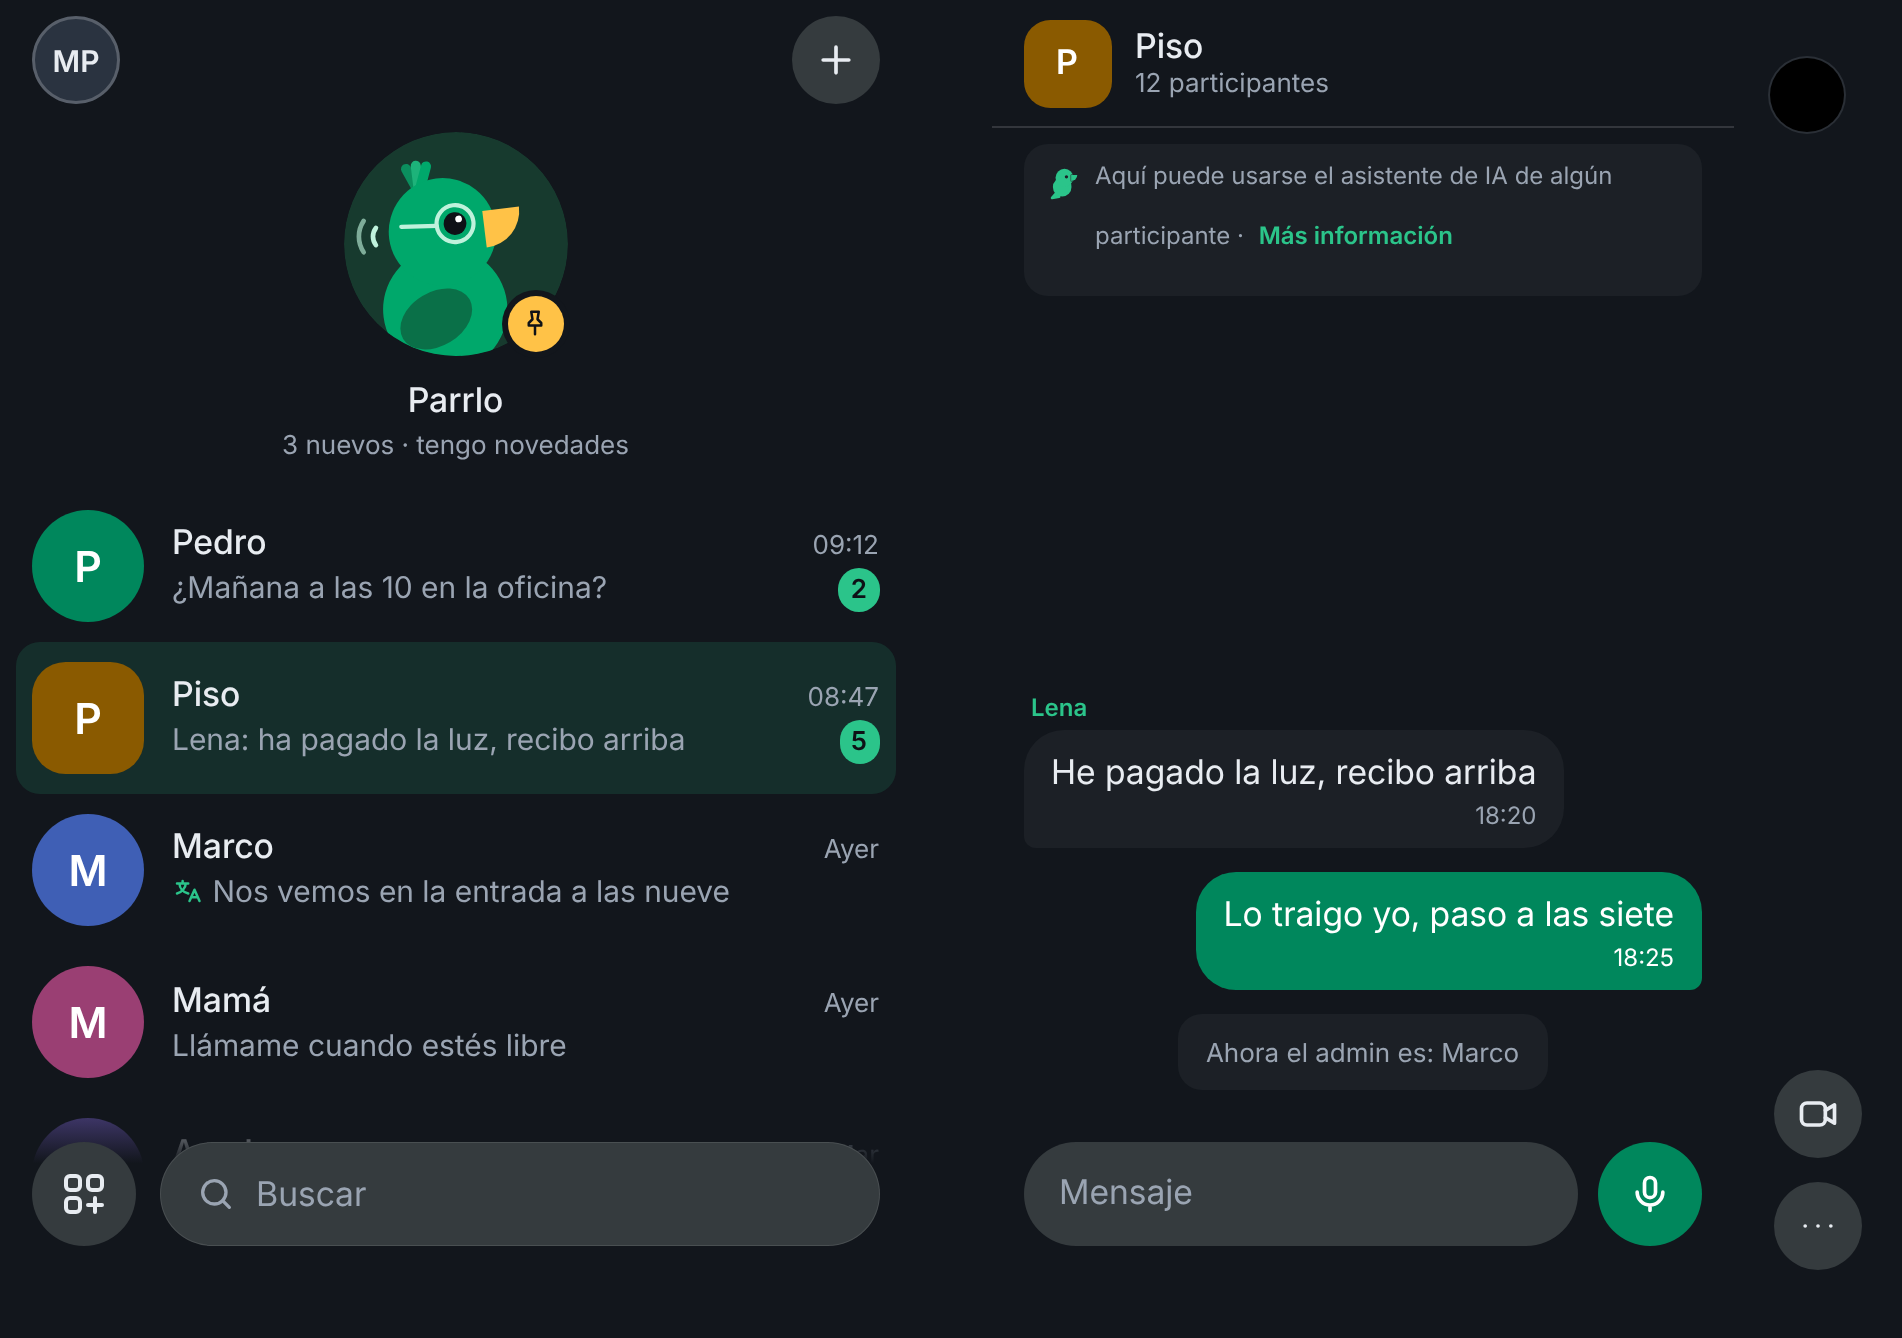 MP
Parrlo
3 nuevos · tengo novedades
P
Pedro
09:12
¿Mañana a las 10 en la oficina?
2
P
Piso
08:47
Lena: ha pagado la luz, recibo arriba
5
M
Marco
Ayer
Nos vemos en la entrada a las nueve
M
Mamá
Ayer
Llámame cuando estés libre
Buscar
P
Piso
12 participantes
Aquí puede usarse el asistente de IA de algún
participante · Más información
Lena
He pagado la luz, recibo arriba
18:20
Lo traigo yo, paso a las siete
18:25
Ahora el admin es: Marco
Mensaje